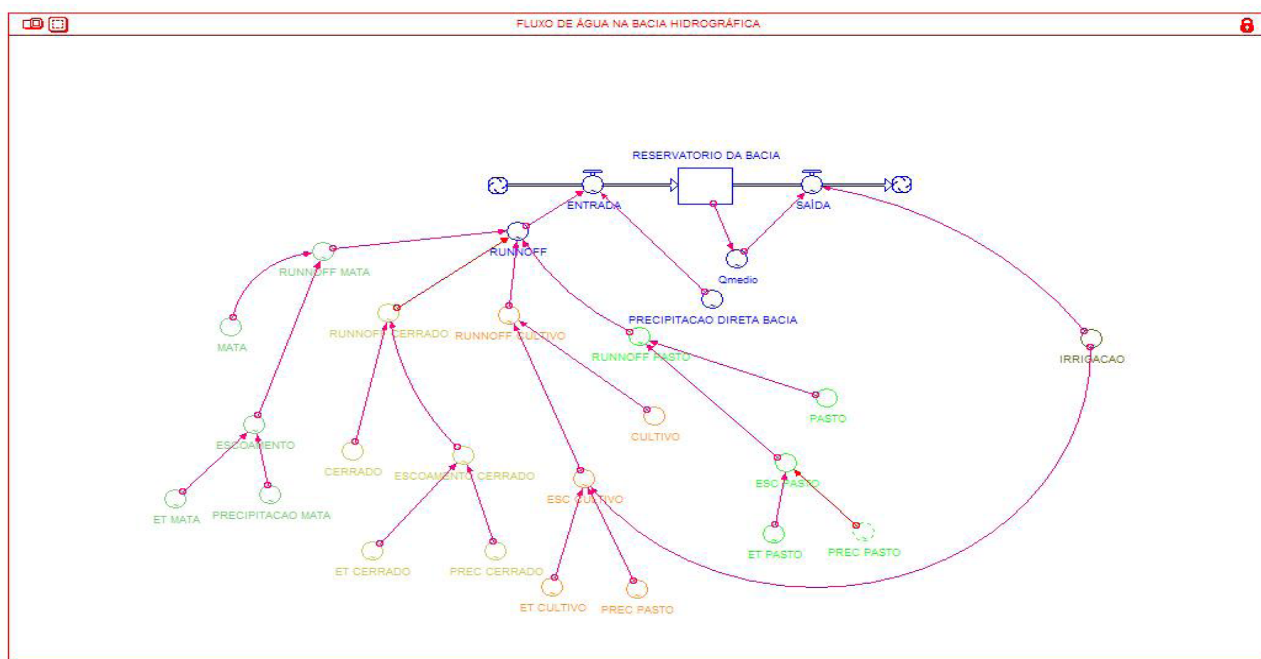 FLUXO DE ÁGUA NA BACIA HIDROGRÁFICA
RESERVATORIO DA BACIA
ENTRADA
SAÍDA
RUNNOFF
RUNNOFF MATA
Qmedio
PRECIPITACAO DIRETA BACIA
RUNNOFF CERRADO
RUNNOFF CULTIVO
MATA
RUNNOFF PASTO
IRRIGACAO
PASTO
CULTIVO
ESCOAMENTO
CERRADO
ESCOAMENTO CERRADO
ESC PASTO
ESC CULTIVO
PRECIPITACAO MATA
ET MATA
ET PASTO
PREC PASTO
ET CERRADO
PREC CERRADO
ET CULTIVO
PREC PASTO